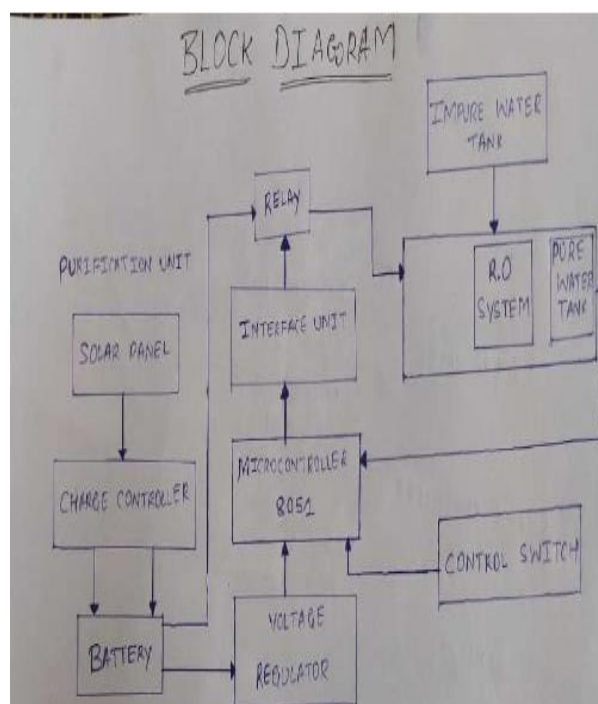 BLOCK DIAGRAM
IMPURE WATER
TANK
RELAY
PURIFICATION UNIT
R.O
SYSTEM
PURE
WATER
TANK
INTERFACE UNIT
SOLAR PANEL
MICROCONTROLLER
8051
CHARGE CONTROLLER
CONTROL SWITCH
VOLTAGE
REGULATOR
BATTERY